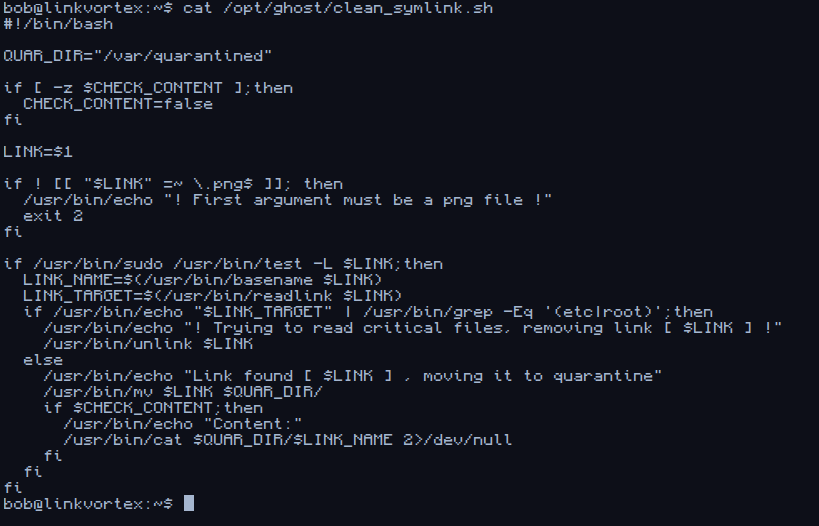 bob@linkvortex:~$ cat /opt/ghost/clean_symlink.sh
#!/bin/bash

QUAR_DIR="/var/quarantined"

if [ -z $CHECK_CONTENT ];then
  CHECK_CONTENT=false
fi

LINK=$1

if ! [[ "$LINK" =~ \.png$ ]]; then
  /usr/bin/echo "! First argument must be a png file !"
  exit 2
fi

if /usr/bin/sudo /usr/bin/test -L $LINK;then
  LINK_NAME=$(/usr/bin/basename $LINK)
  LINK_TARGET=$(/usr/bin/readlink $LINK)
  if /usr/bin/echo "$LINK_TARGET" | /usr/bin/grep -Eq '(etc|root)';then
    /usr/bin/echo "! Trying to read critical files, removing link [ $LINK ] !"
    /usr/bin/unlink $LINK
  else
    /usr/bin/echo "Link found [ $LINK ] , moving it to quarantine"
    /usr/bin/mv $LINK $QUAR_DIR/
    if $CHECK_CONTENT;then
      /usr/bin/echo "Content:"
      /usr/bin/cat $QUAR_DIR/$LINK_NAME 2>/dev/null
    fi
  fi
fi
bob@linkvortex:~$